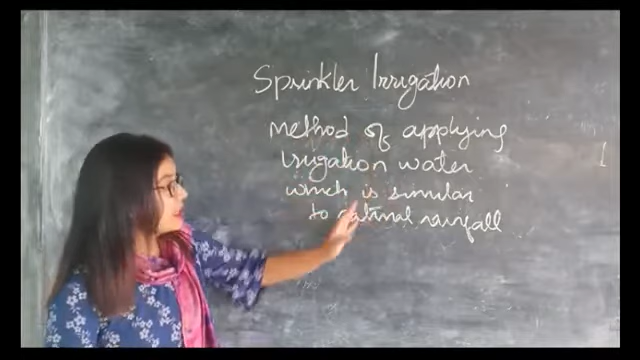 Sprinkler Irrigation
Method of applying
Irrigation water
which is similar
to natural rainfall